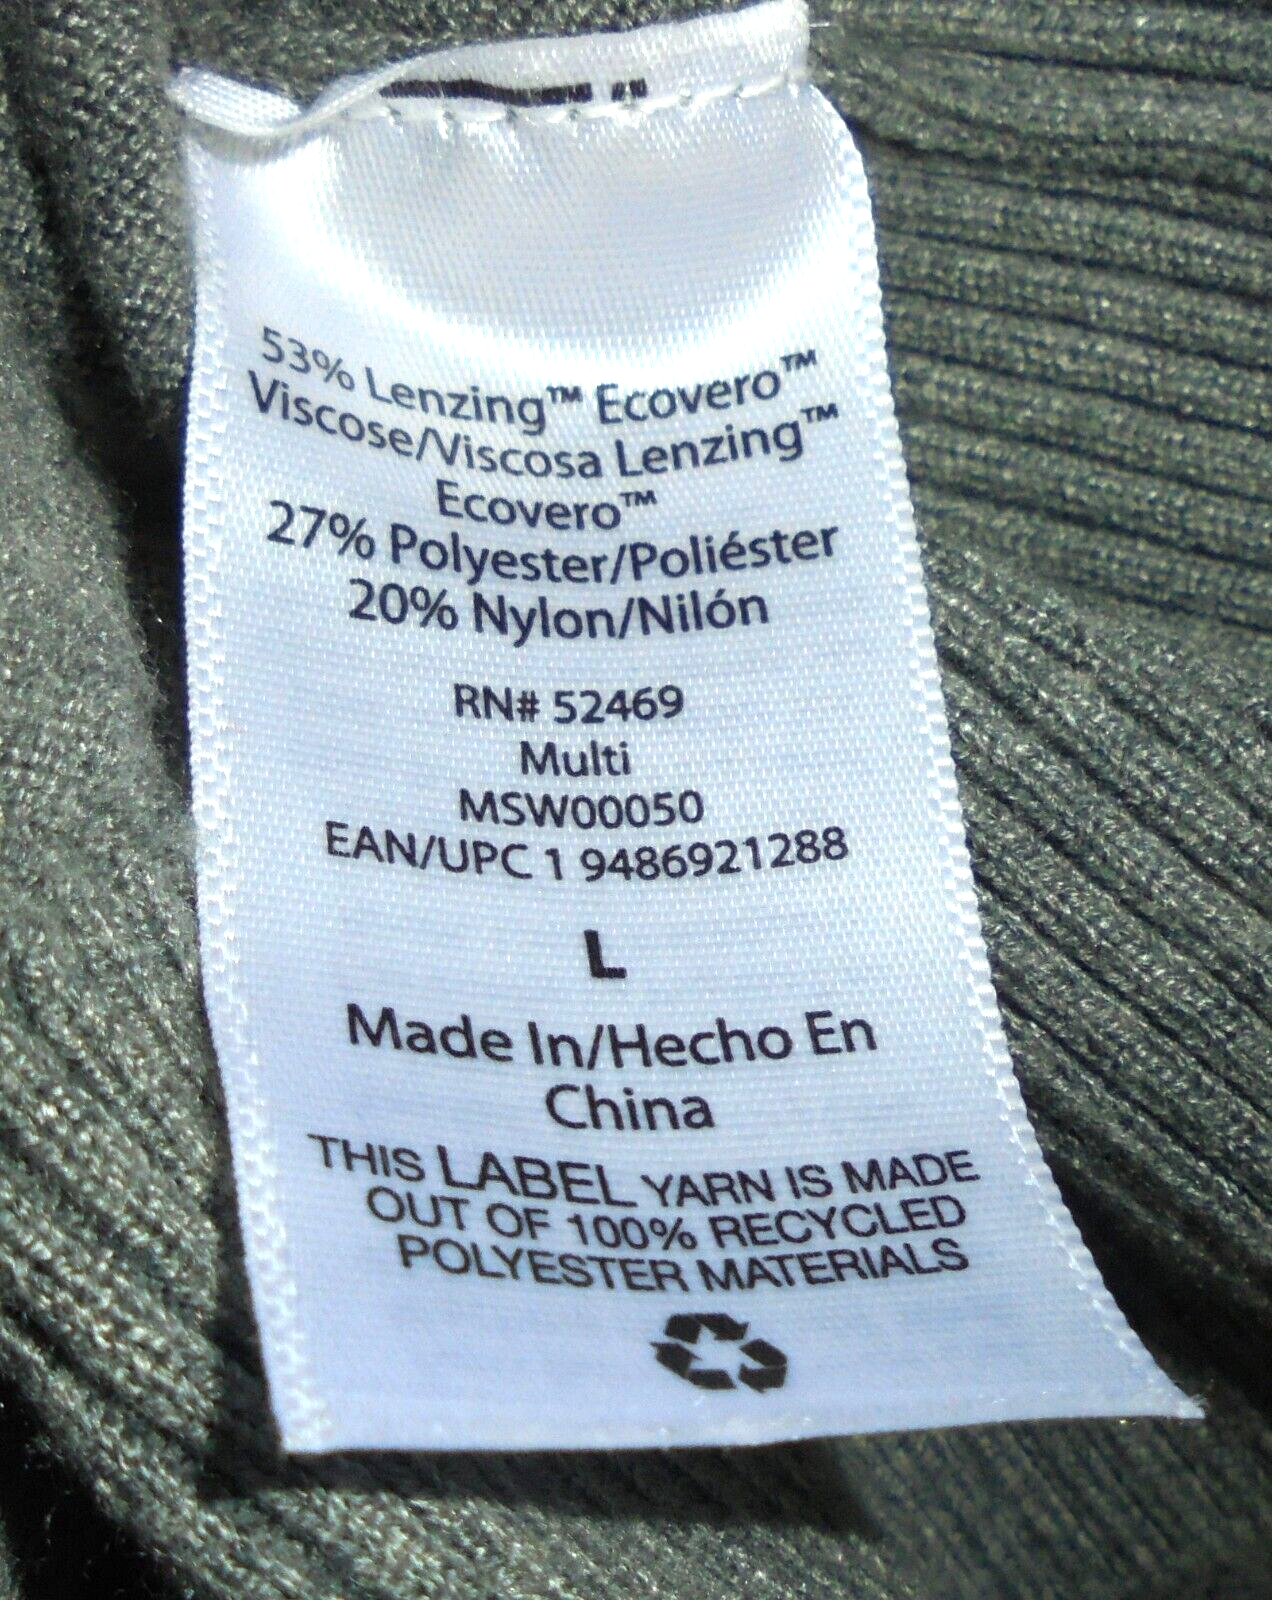 53% Lenzing™ Ecovero™
Viscose/Viscosa Lenzing™
Ecovero™
27% Polyester/Poliéster
20% Nylon/Nilón
RN# 52469
Multi
MSW00050
EAN/UPC 1 9486921288
L
Made In/Hecho En
China
THIS LABEL YARN IS MADE
OUT OF 100% RECYCLED
POLYESTER MATERIALS